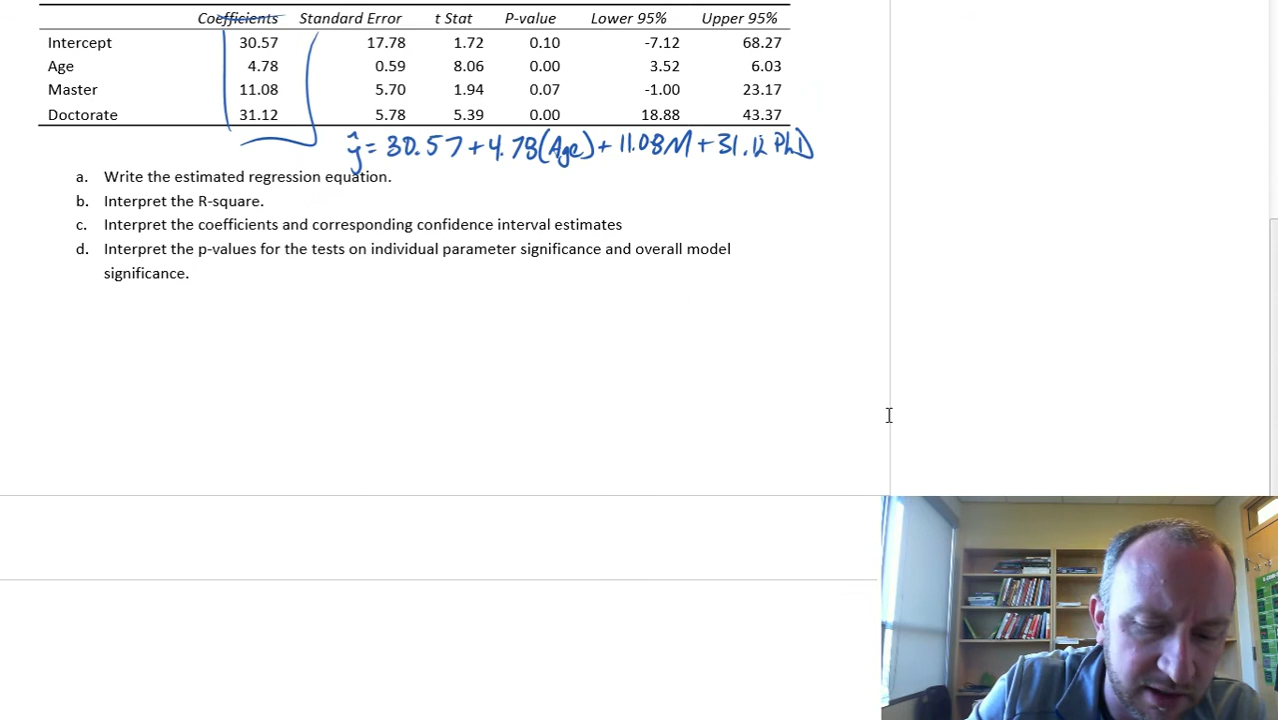 Coefficients Standard Error t Stat P-value Lower 95% Upper 95%
Intercept 30.57 17.78 1.72 0.10 -7.12 68.27
Age 4.78 0.59 8.06 0.00 3.52 6.03
Master 11.08 5.70 1.94 0.07 -1.00 23.17
Doctorate 31.12 5.78 5.39 0.00 18.88 43.37
ŷ = 30.57 + 4.78(Age) + 11.08M + 31.12 PhD
a. Write the estimated regression equation.
b. Interpret the R-square.
c. Interpret the coefficients and corresponding confidence interval estimates
d. Interpret the p-values for the tests on individual parameter significance and overall model
significance.